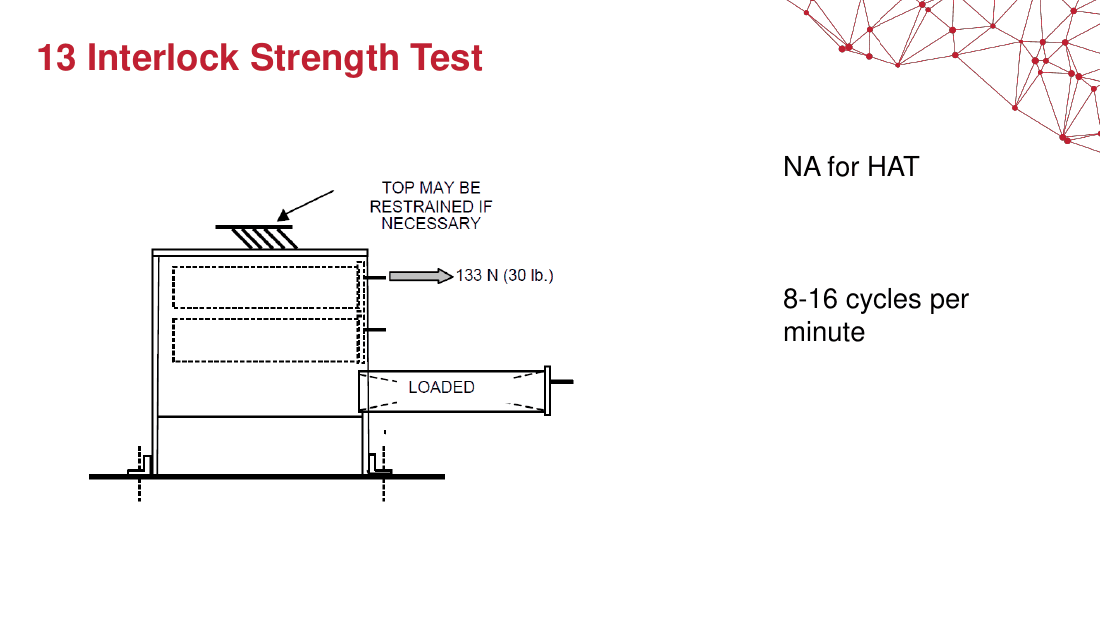 13 Interlock Strength Test
TOP MAY BE
RESTRAINED IF
NECESSARY
133 N (30 lb.)
LOADED
NA for HAT
8-16 cycles per
minute